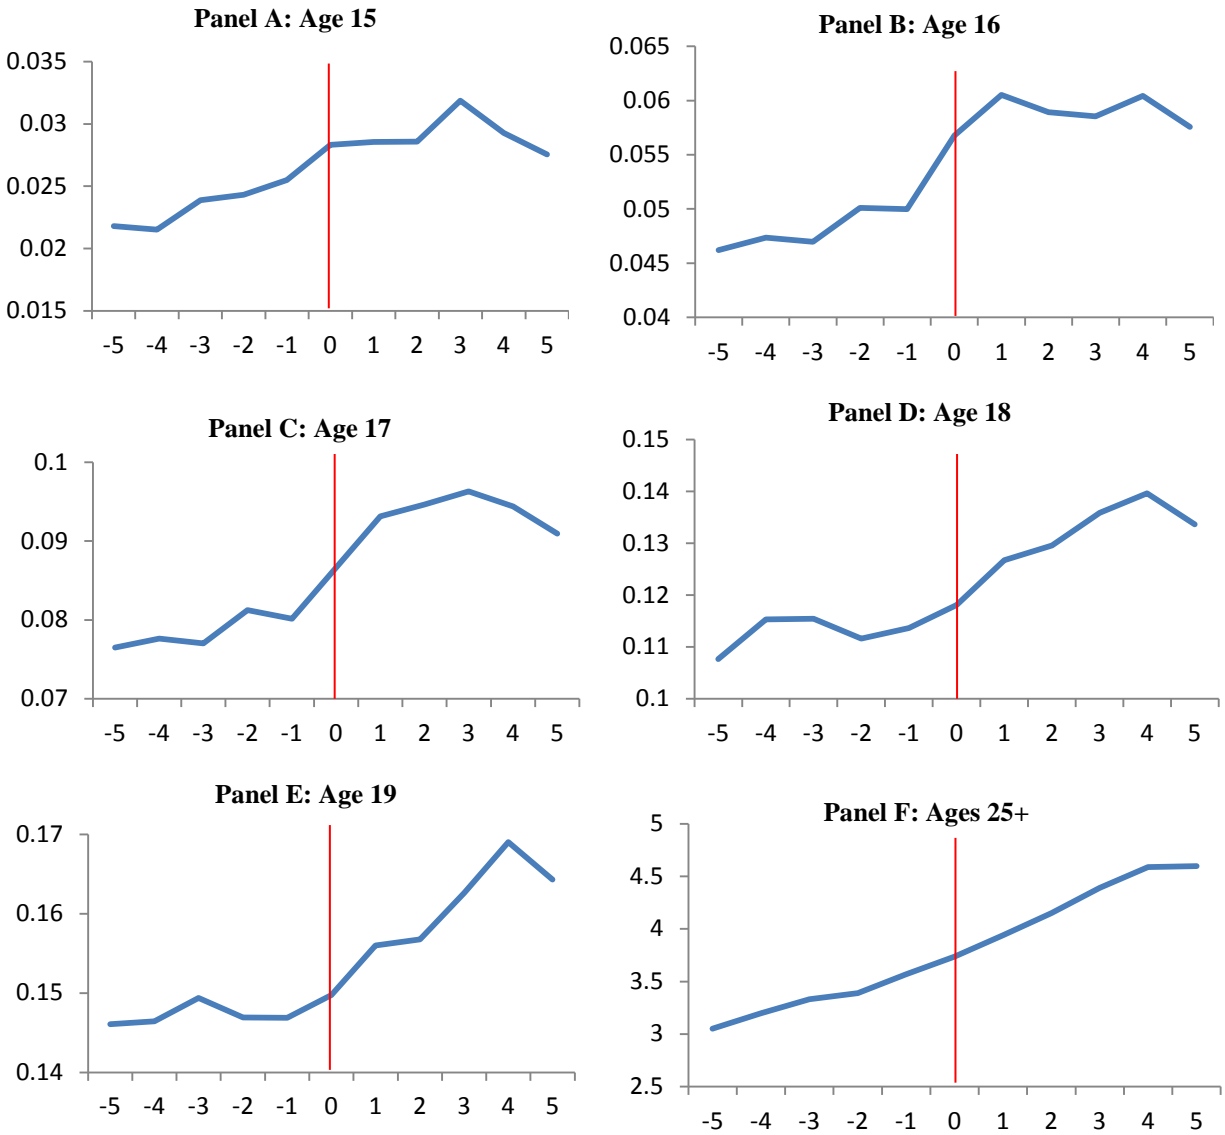 Panel A: Age 15
0.035
0.03
0.025
0.02
0.015
-5 -4 -3 -2 -1 0 1 2 3 4 5
Panel B: Age 16
0.065
0.06
0.055
0.05
0.045
0.04
-5 -4 -3 -2 -1 0 1 2 3 4 5
Panel C: Age 17
0.1
0.09
0.08
0.07
-5 -4 -3 -2 -1 0 1 2 3 4 5
Panel D: Age 18
0.15
0.14
0.13
0.12
0.11
0.1
-5 -4 -3 -2 -1 0 1 2 3 4 5
Panel E: Age 19
0.17
0.16
0.15
0.14
-5 -4 -3 -2 -1 0 1 2 3 4 5
Panel F: Ages 25+
5
4.5
4
3.5
3
2.5
-5 -4 -3 -2 -1 0 1 2 3 4 5